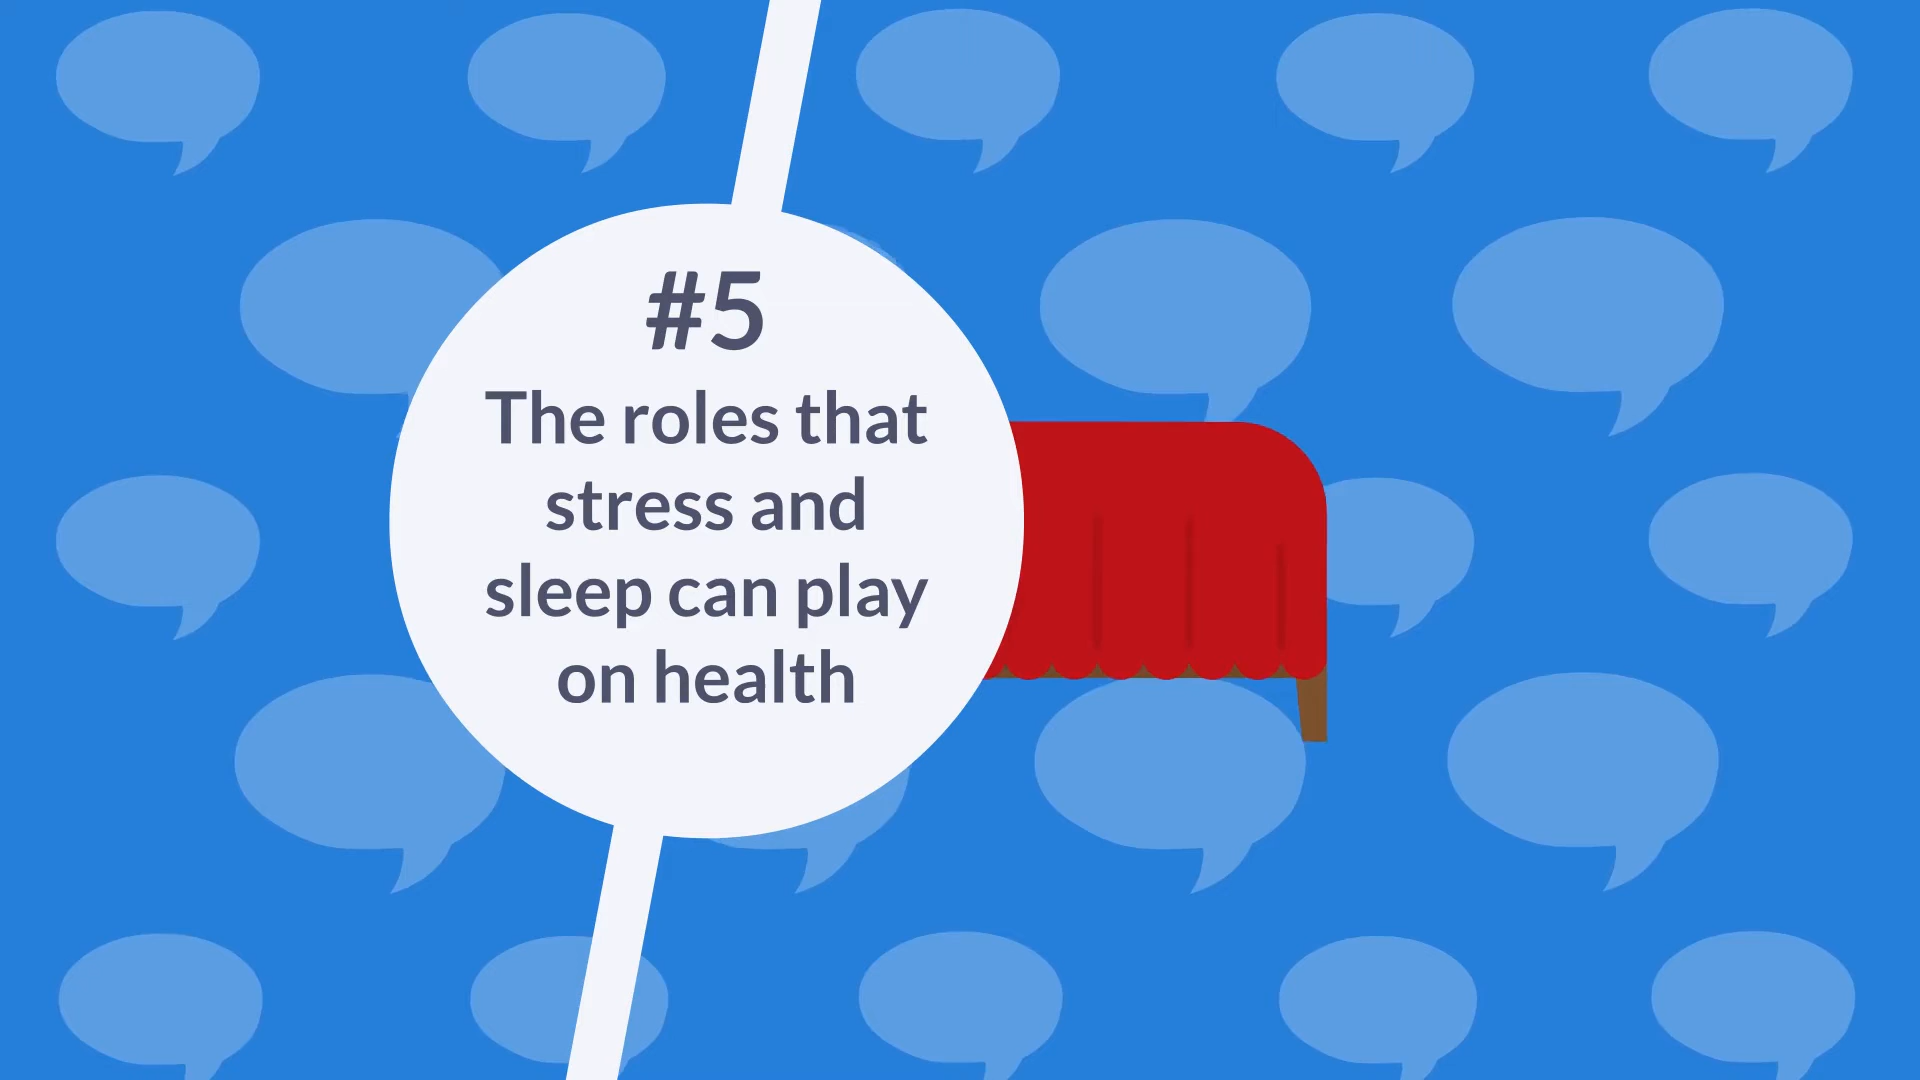 #5
The roles that
stress and
sleep can play
on health